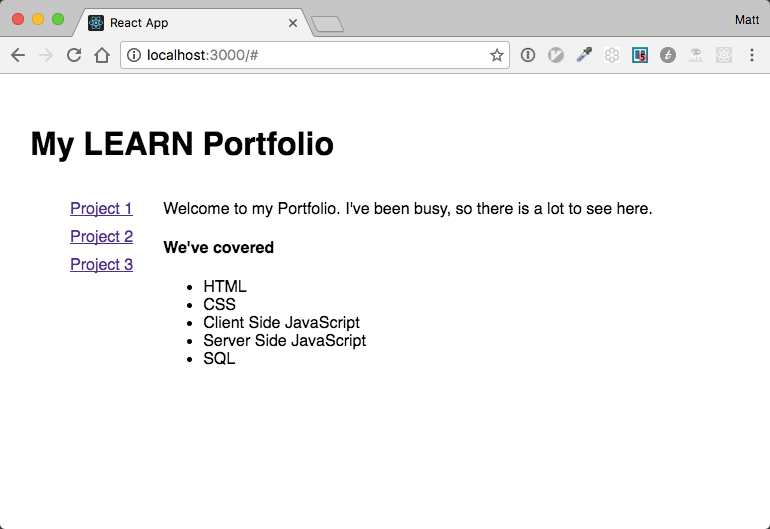 React App
Matt
localhost:3000/#
My LEARN Portfolio
Project 1
Project 2
Project 3
Welcome to my Portfolio. I've been busy, so there is a lot to see here.
We've covered
HTML
CSS
Client Side JavaScript
Server Side JavaScript
SQL